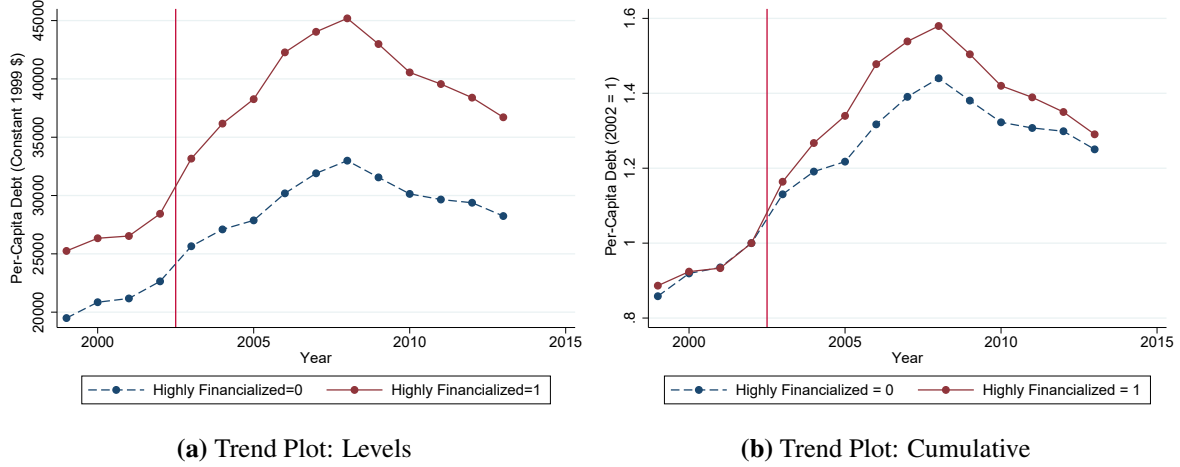 Per-Capita Debt (Constant 1999 $)
45000
40000
35000
30000
25000
20000
2000
2005
2010
2015
Year
Highly Financialized=0
Highly Financialized=1
(a) Trend Plot: Levels
Per-Capita Debt (2002 = 1)
1.6
1.4
1.2
1
.8
2000
2005
2010
2015
Year
Highly Financialized = 0
Highly Financialized = 1
(b) Trend Plot: Cumulative